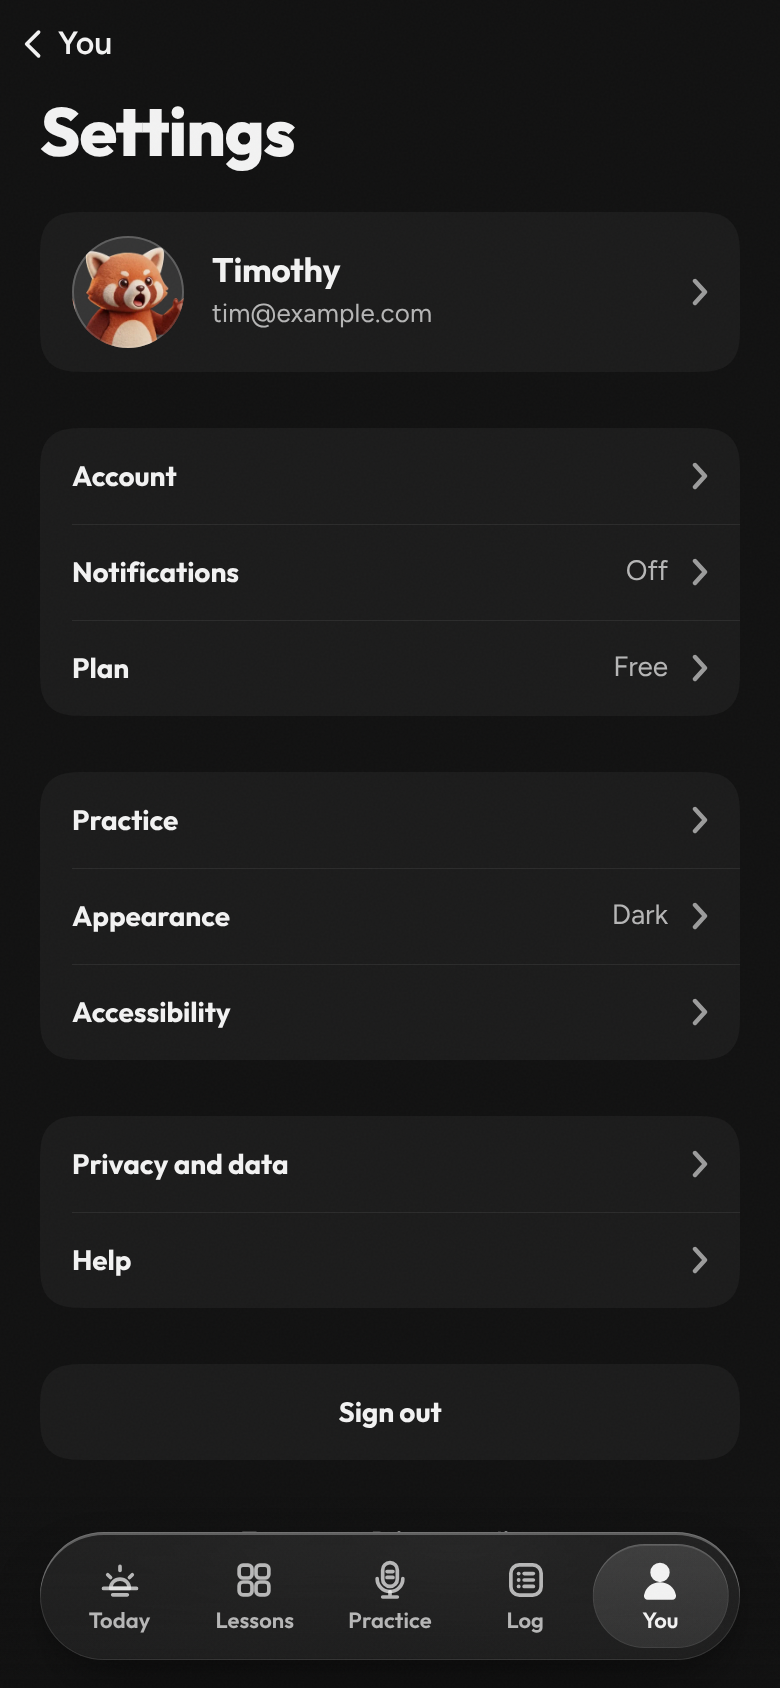 You
Settings
Timothy
tim@example.com
Account
Notifications Off
Plan Free
Practice
Appearance Dark
Accessibility
Privacy and data
Help
Sign out
Today Lessons Practice Log You